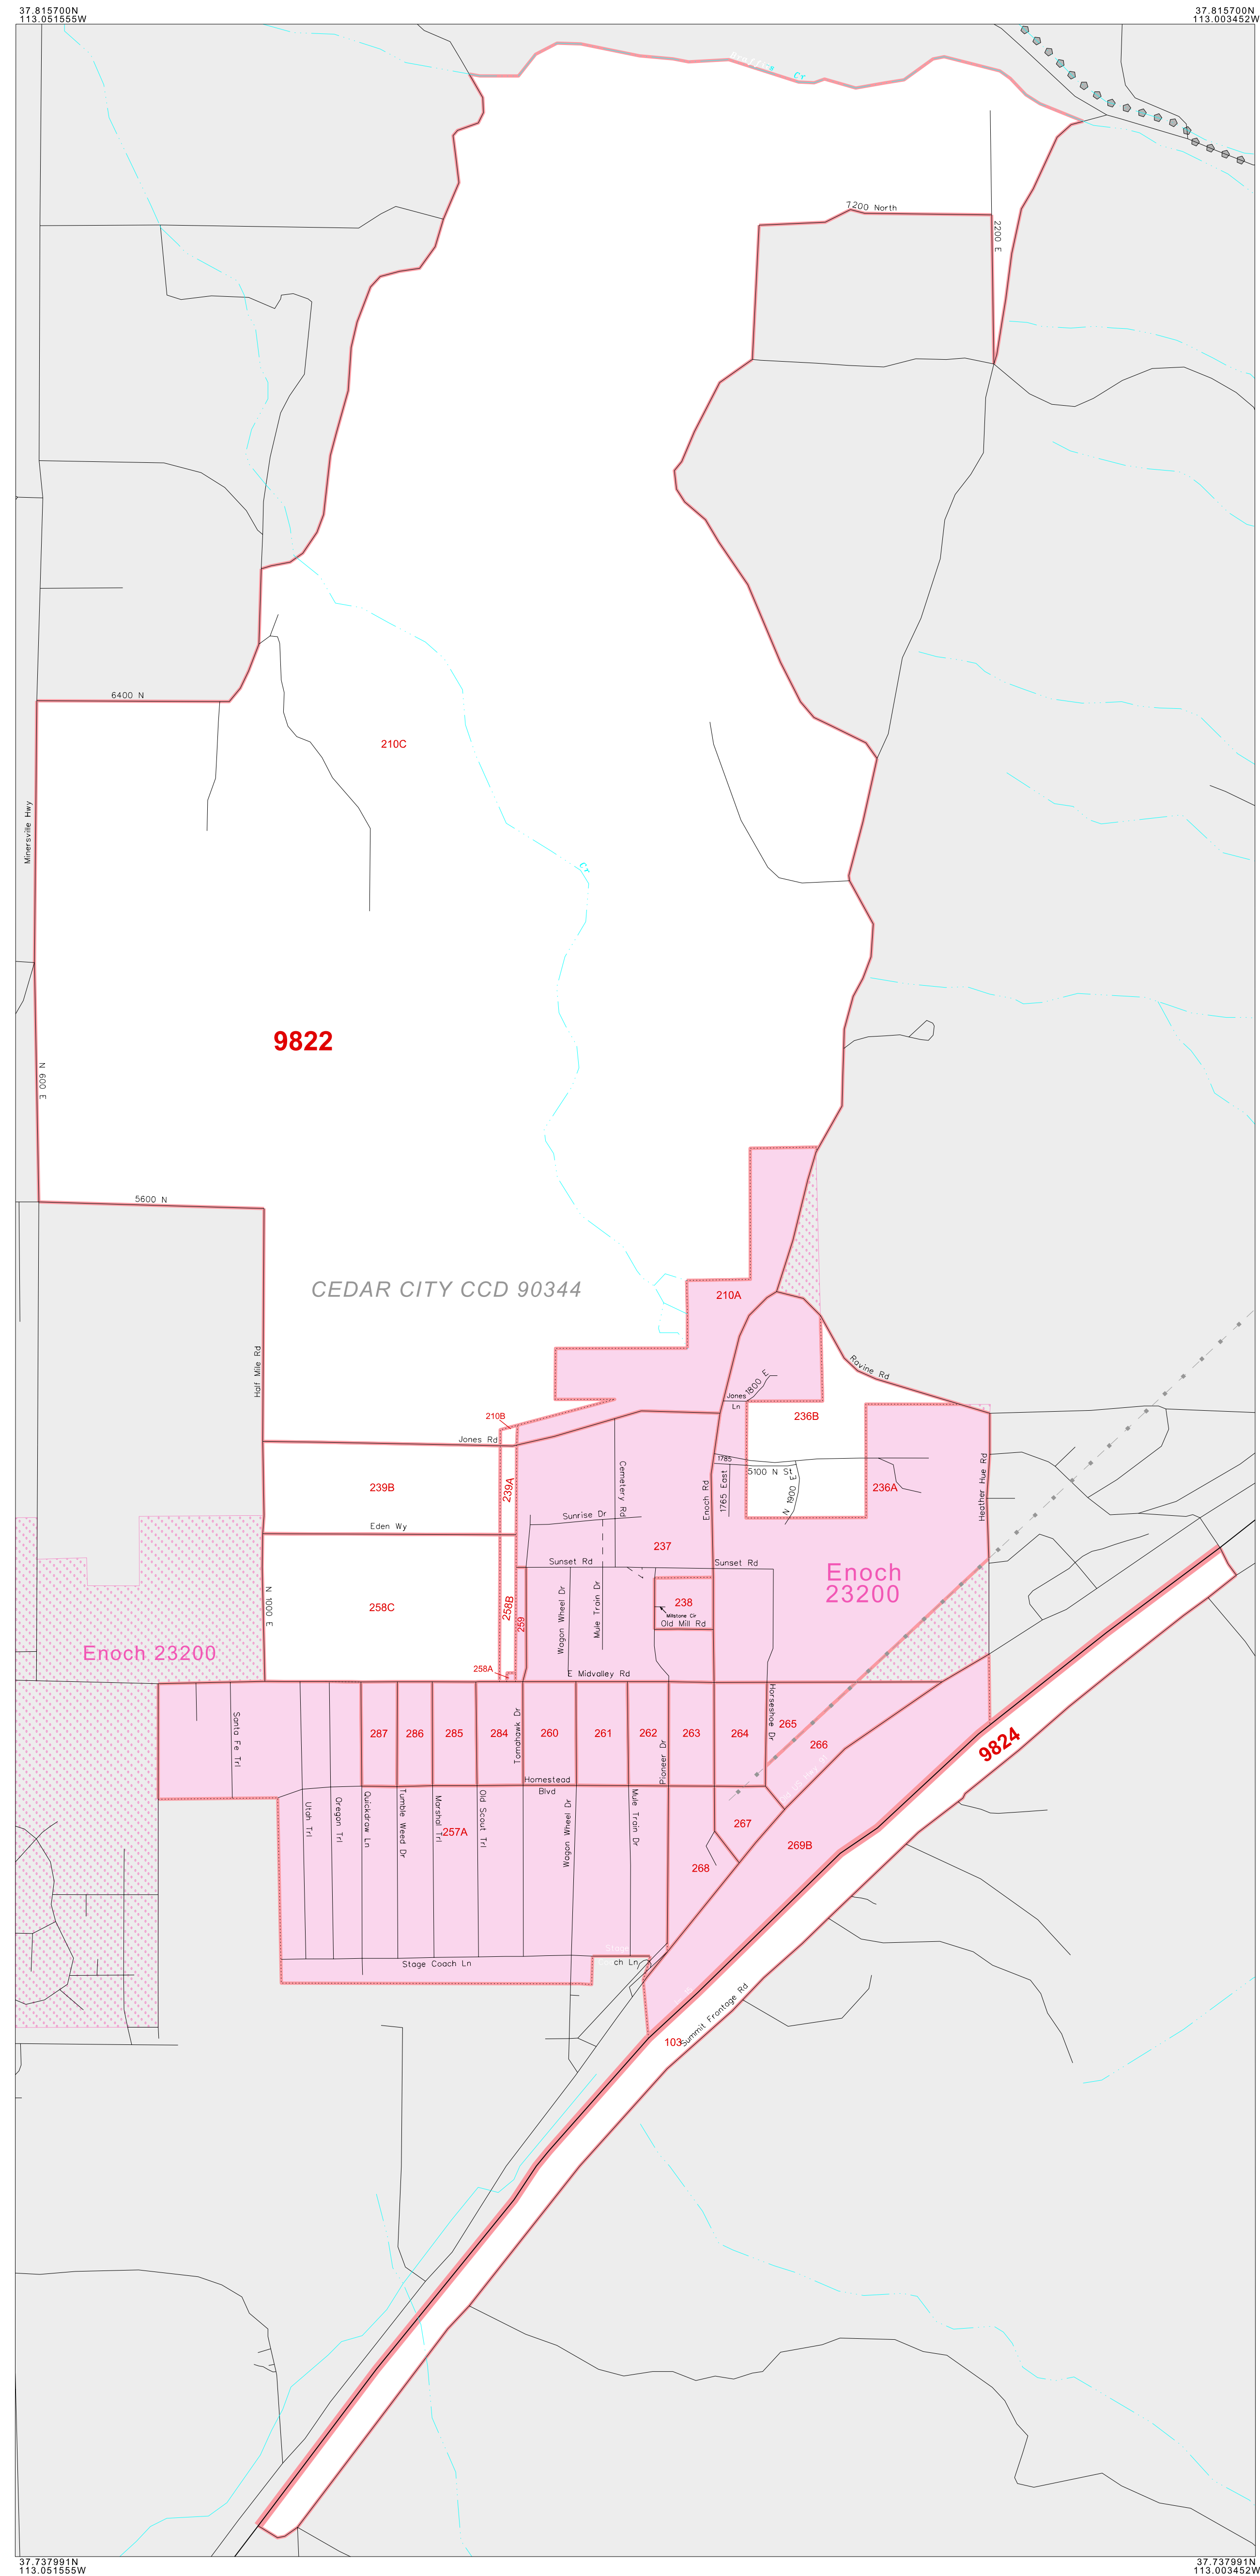 37.815700N
113.051555W
37.815700N
113.003452W
Cr
7200 North
2200 E
6400 N
210C
Minersville Hwy
Cr
9822
N 600 E
5600 N
CEDAR CITY CCD 90344
210A
Half Mile Rd
Ravine Rd
1800 E
Jones
Ln
210B
236B
Jones Rd
1785
5100 N St
1900 E
N
Heather Hue Rd
239B
239A
Cemetery Rd
Enoch Rd
1765 East
236A
Sunrise Dr
Eden Wy
237
Sunset Rd
Sunset Rd
Enoch
23200
N 1000 E
258C
258B
259
Wagon Wheel Dr
Mule Train Dr
238
Millstone Cir
Old Mill Rd
Enoch 23200
258A
E Midvalley Rd
Santa Fe Trl
287
286
285
284
Tomahawk Dr
260
261
262
Pioneer Dr
263
264
Horseshoe Dr
265
266
9824
Homestead
Blvd
Utah Trl
Oregon Trl
Quickdraw Ln
Tumble Weed Dr
Marshal Trl
257A
Old Scout Trl
Wagon Wheel Dr
Mule Train Dr
267
268
269B
Stage Coach Ln
ch Ln
103
Summit Frontage Rd
37.737991N
113.051555W
37.737991N
113.003452W